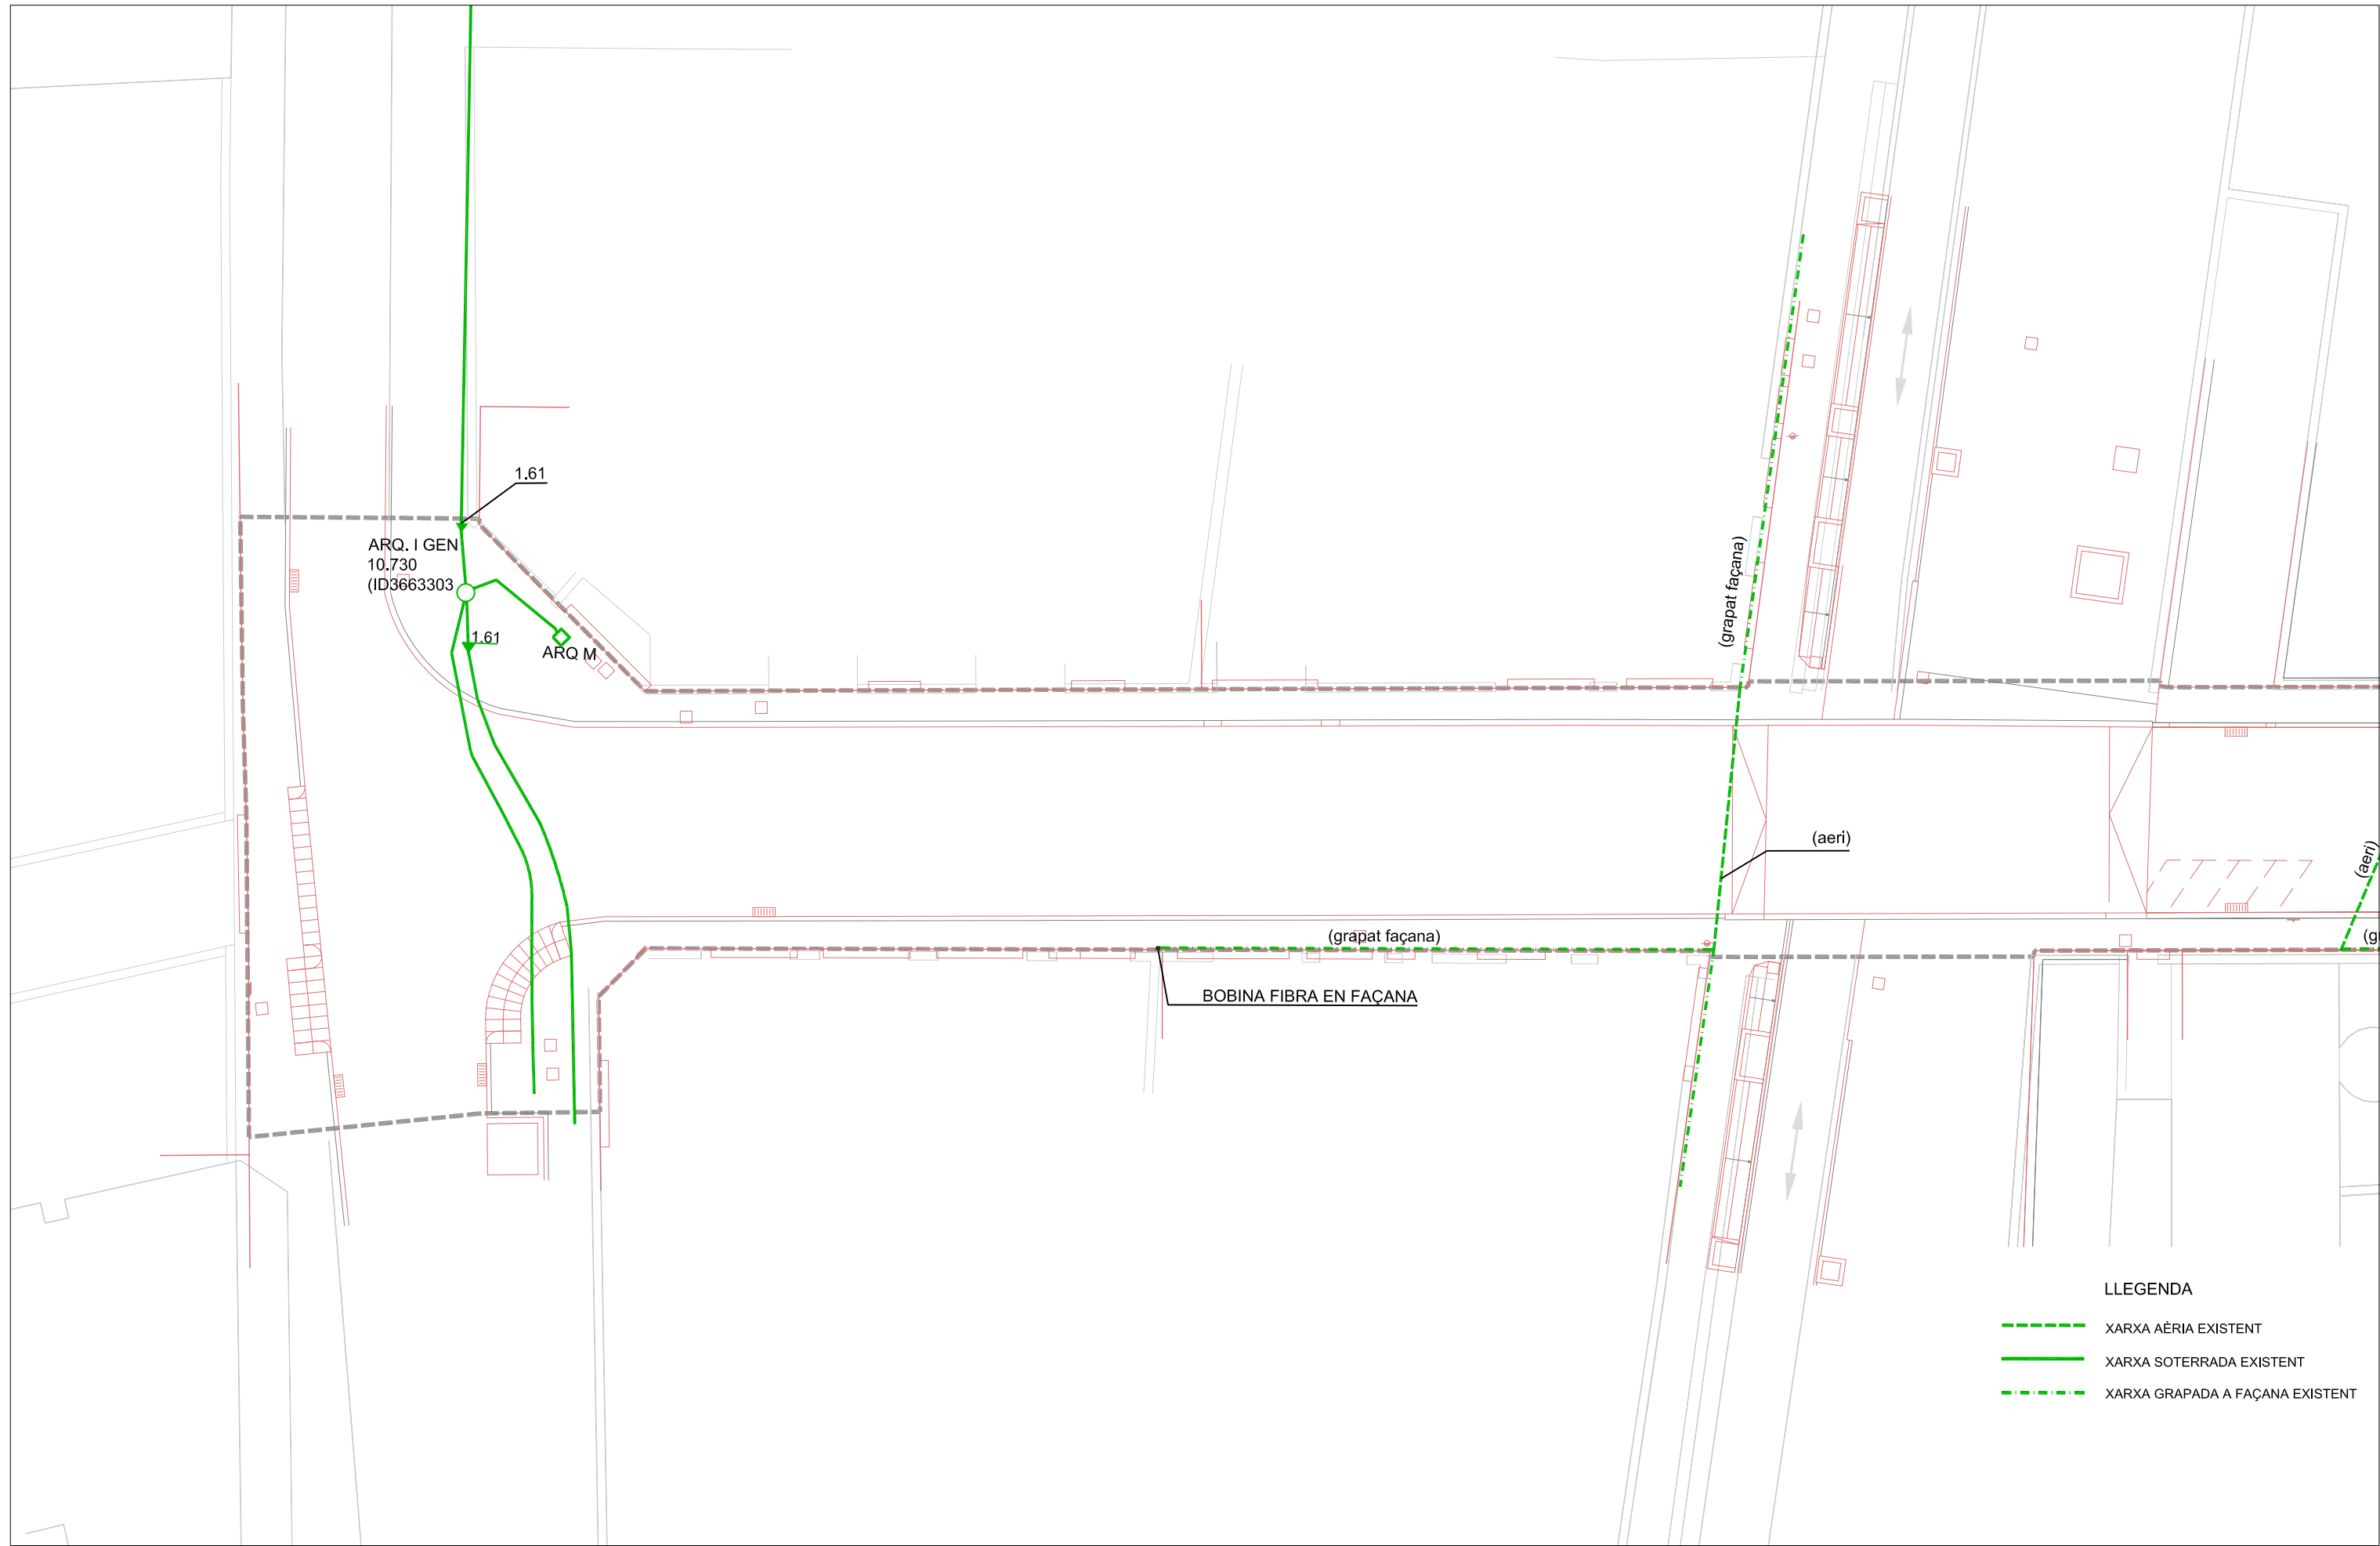 1.61
ARQ. I GEN
10.730
(ID3663303
1.61
ARQ M
(grapat façana)
(aeri)
(aeri)
(grapat façana)
(g
BOBINA FIBRA EN FAÇANA
LLEGENDA
XARXA AÈRIA EXISTENT
XARXA SOTERRADA EXISTENT
XARXA GRAPADA A FAÇANA EXISTENT